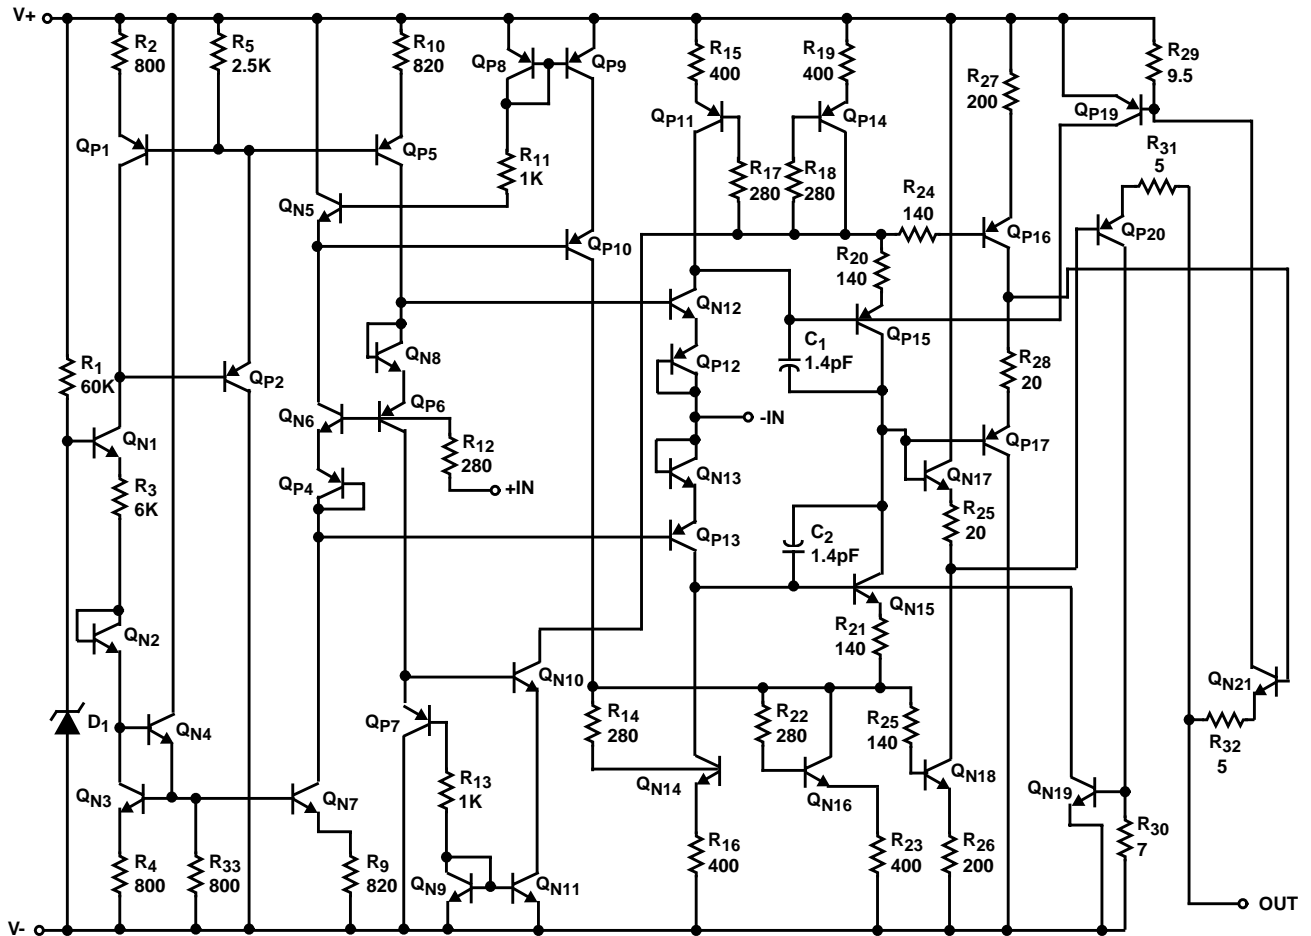 V+
R2
800
R5
2.5K
R10
820
QP8
QP9
R15
400
R19
400
R27
200
R29
9.5
QP19
QP1
QP5
R11
1K
QP11
QP14
R17
280
R18
280
R31
5
QN5
QP10
R24
140
QP16
QP20
R20
140
QN12
QP15
QN8
QP12
C1
1.4pF
R1
60K
QP2
QP6
R28
20
QN6
-IN
QN1
R12
280
QP17
QP4
+IN
QN13
QN17
R3
6K
R25
20
QP13
C2
1.4pF
QN15
R21
140
QN2
QN10
QN21
D1
QN4
QP7
R14
280
R22
280
R25
140
R32
5
R13
1K
QN14
QN16
QN18
QN19
QN3
QN7
R4
800
R33
800
R9
820
QN9
QN11
R16
400
R23
400
R26
200
R30
7
OUT
V-